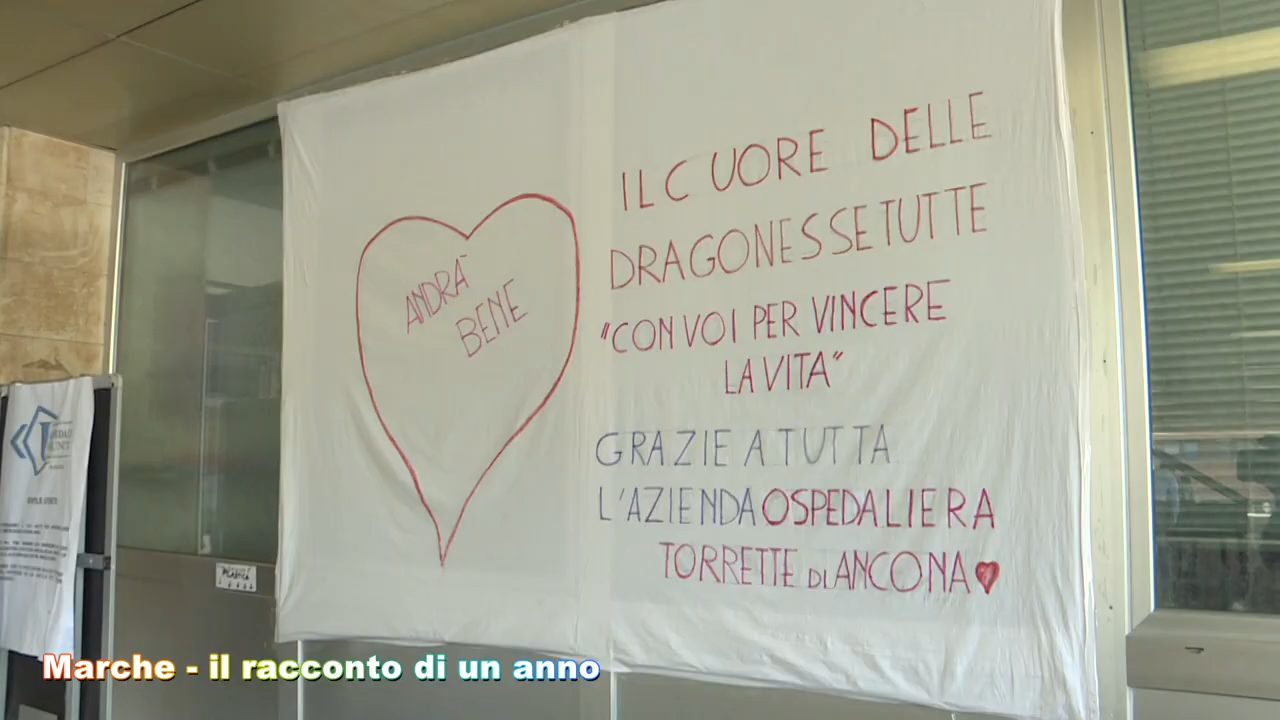 ANDRÀ
BENE
IL CUORE DELLE
DRAGONESSE TUTTE
"CON VOI PER VINCERE
LA VITA"
GRAZIE A TUTTA
L'AZIENDA OSPEDALIERA
TORRETTE DI ANCONA
PLASTICA
Marche - il racconto di un anno